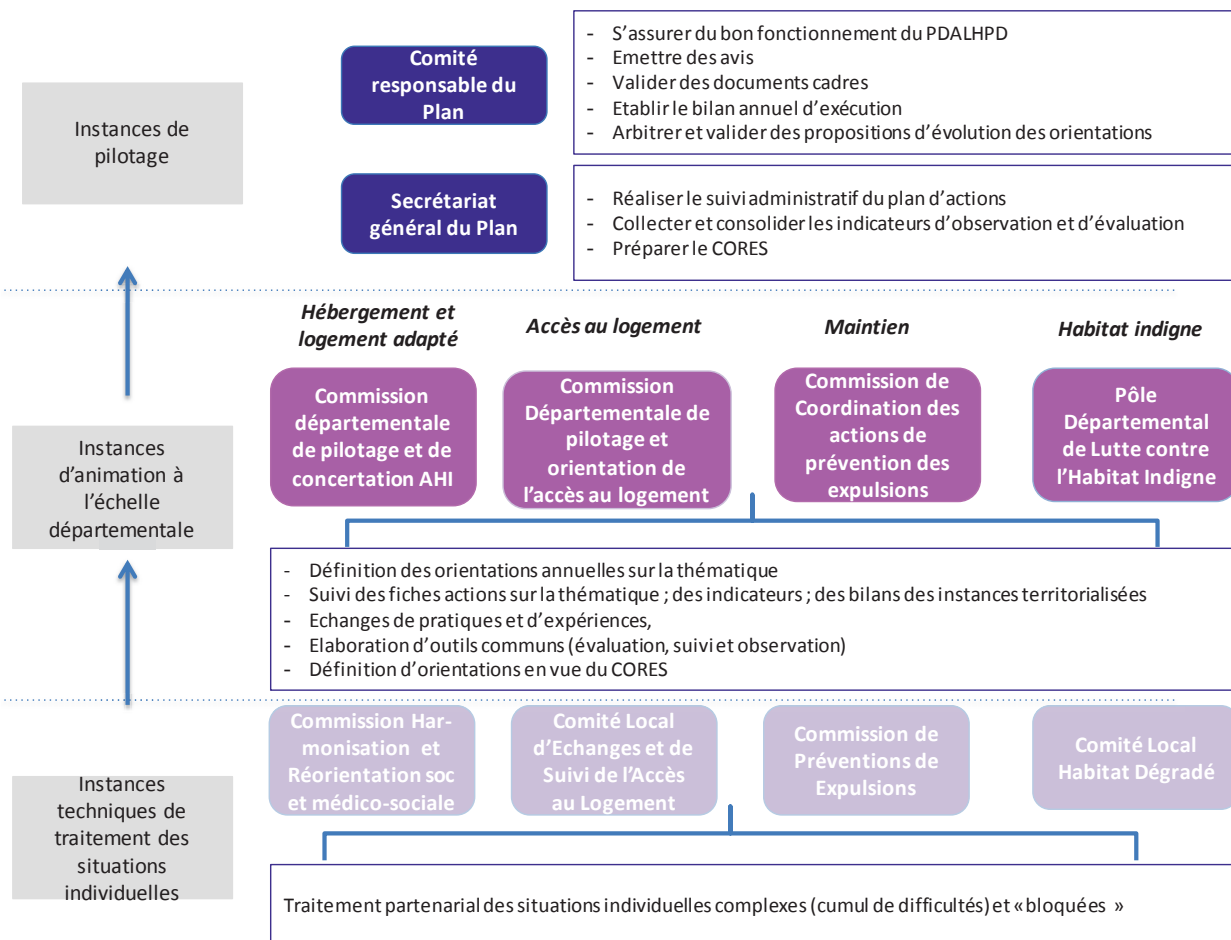 Instances de
pilotage
Comité
responsable du
Plan
- S'assurer du bon fonctionnement du PDALHPD
- Emettre des avis
- Valider des documents cadres
- Etablir le bilan annuel d'exécution
- Arbitrer et valider des propositions d'évolution des orientations
Secrétariat
général du Plan
- Réaliser le suivi administratif du plan d'actions
- Collecter et consolider les indicateurs d'observation et d'évaluation
- Préparer le CORES
Hébergement et
logement adapté
Accès au logement
Maintien
Habitat indigne
Instances
d'animation à
l'échelle
départementale
Commission
départementale
de pilotage et de
concertation AHI
Commission
Départementale de
pilotage et
orientation de
l'accès au logement
Commission de
Coordination des
actions de
prévention des
expulsions
Pôle
Départemental
de Lutte contre
l'Habitat Indigne
- Définition des orientations annuelles sur la thématique
- Suivi des fiches actions sur la thématique ; des indicateurs ; des bilans des instances territorialisées
- Echanges de pratiques et d'expériences,
- Elaboration d'outils communs (évaluation, suivi et observation)
- Définition d'orientations en vue du CORES
Instances
techniques de
traitement des
situations
individuelles
Commission Har-
monisation et
Réorientation soc
et médico-sociale
Comité Local
d'Echanges et de
Suivi de l'Accès
au Logement
Commission de
Préventions de
Expulsions
Comité Local
Habitat Dégradé
Traitement partenarial des situations individuelles complexes (cumul de difficultés) et « bloquées »